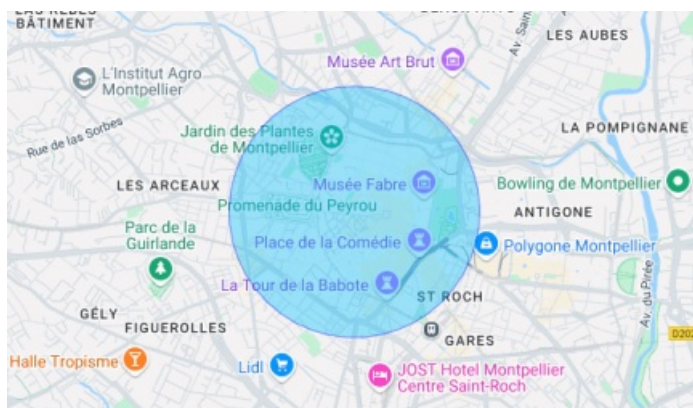 BÂTIMENT
LES AUBES
Musée Art Brut
Av. Sain
L'Institut Agro
Montpellier
Rue de las Sorbes
Jardin des Plantes
de Montpellier
LA POMPIGNANE
LES ARCEAUX
Musée Fabre
Bowling de Montpellier
Promenade du Peyrou
ANTIGONE
Parc de la
Guirlande
Place de la Comédie
Polygone Montpellier
La Tour de la Babote
ST ROCH
Av. du Pirée
GÉLY
FIGUEROLLES
GARES
D202
Halle Tropisme
Lidl
JOST Hotel Montpellier
Centre Saint-Roch